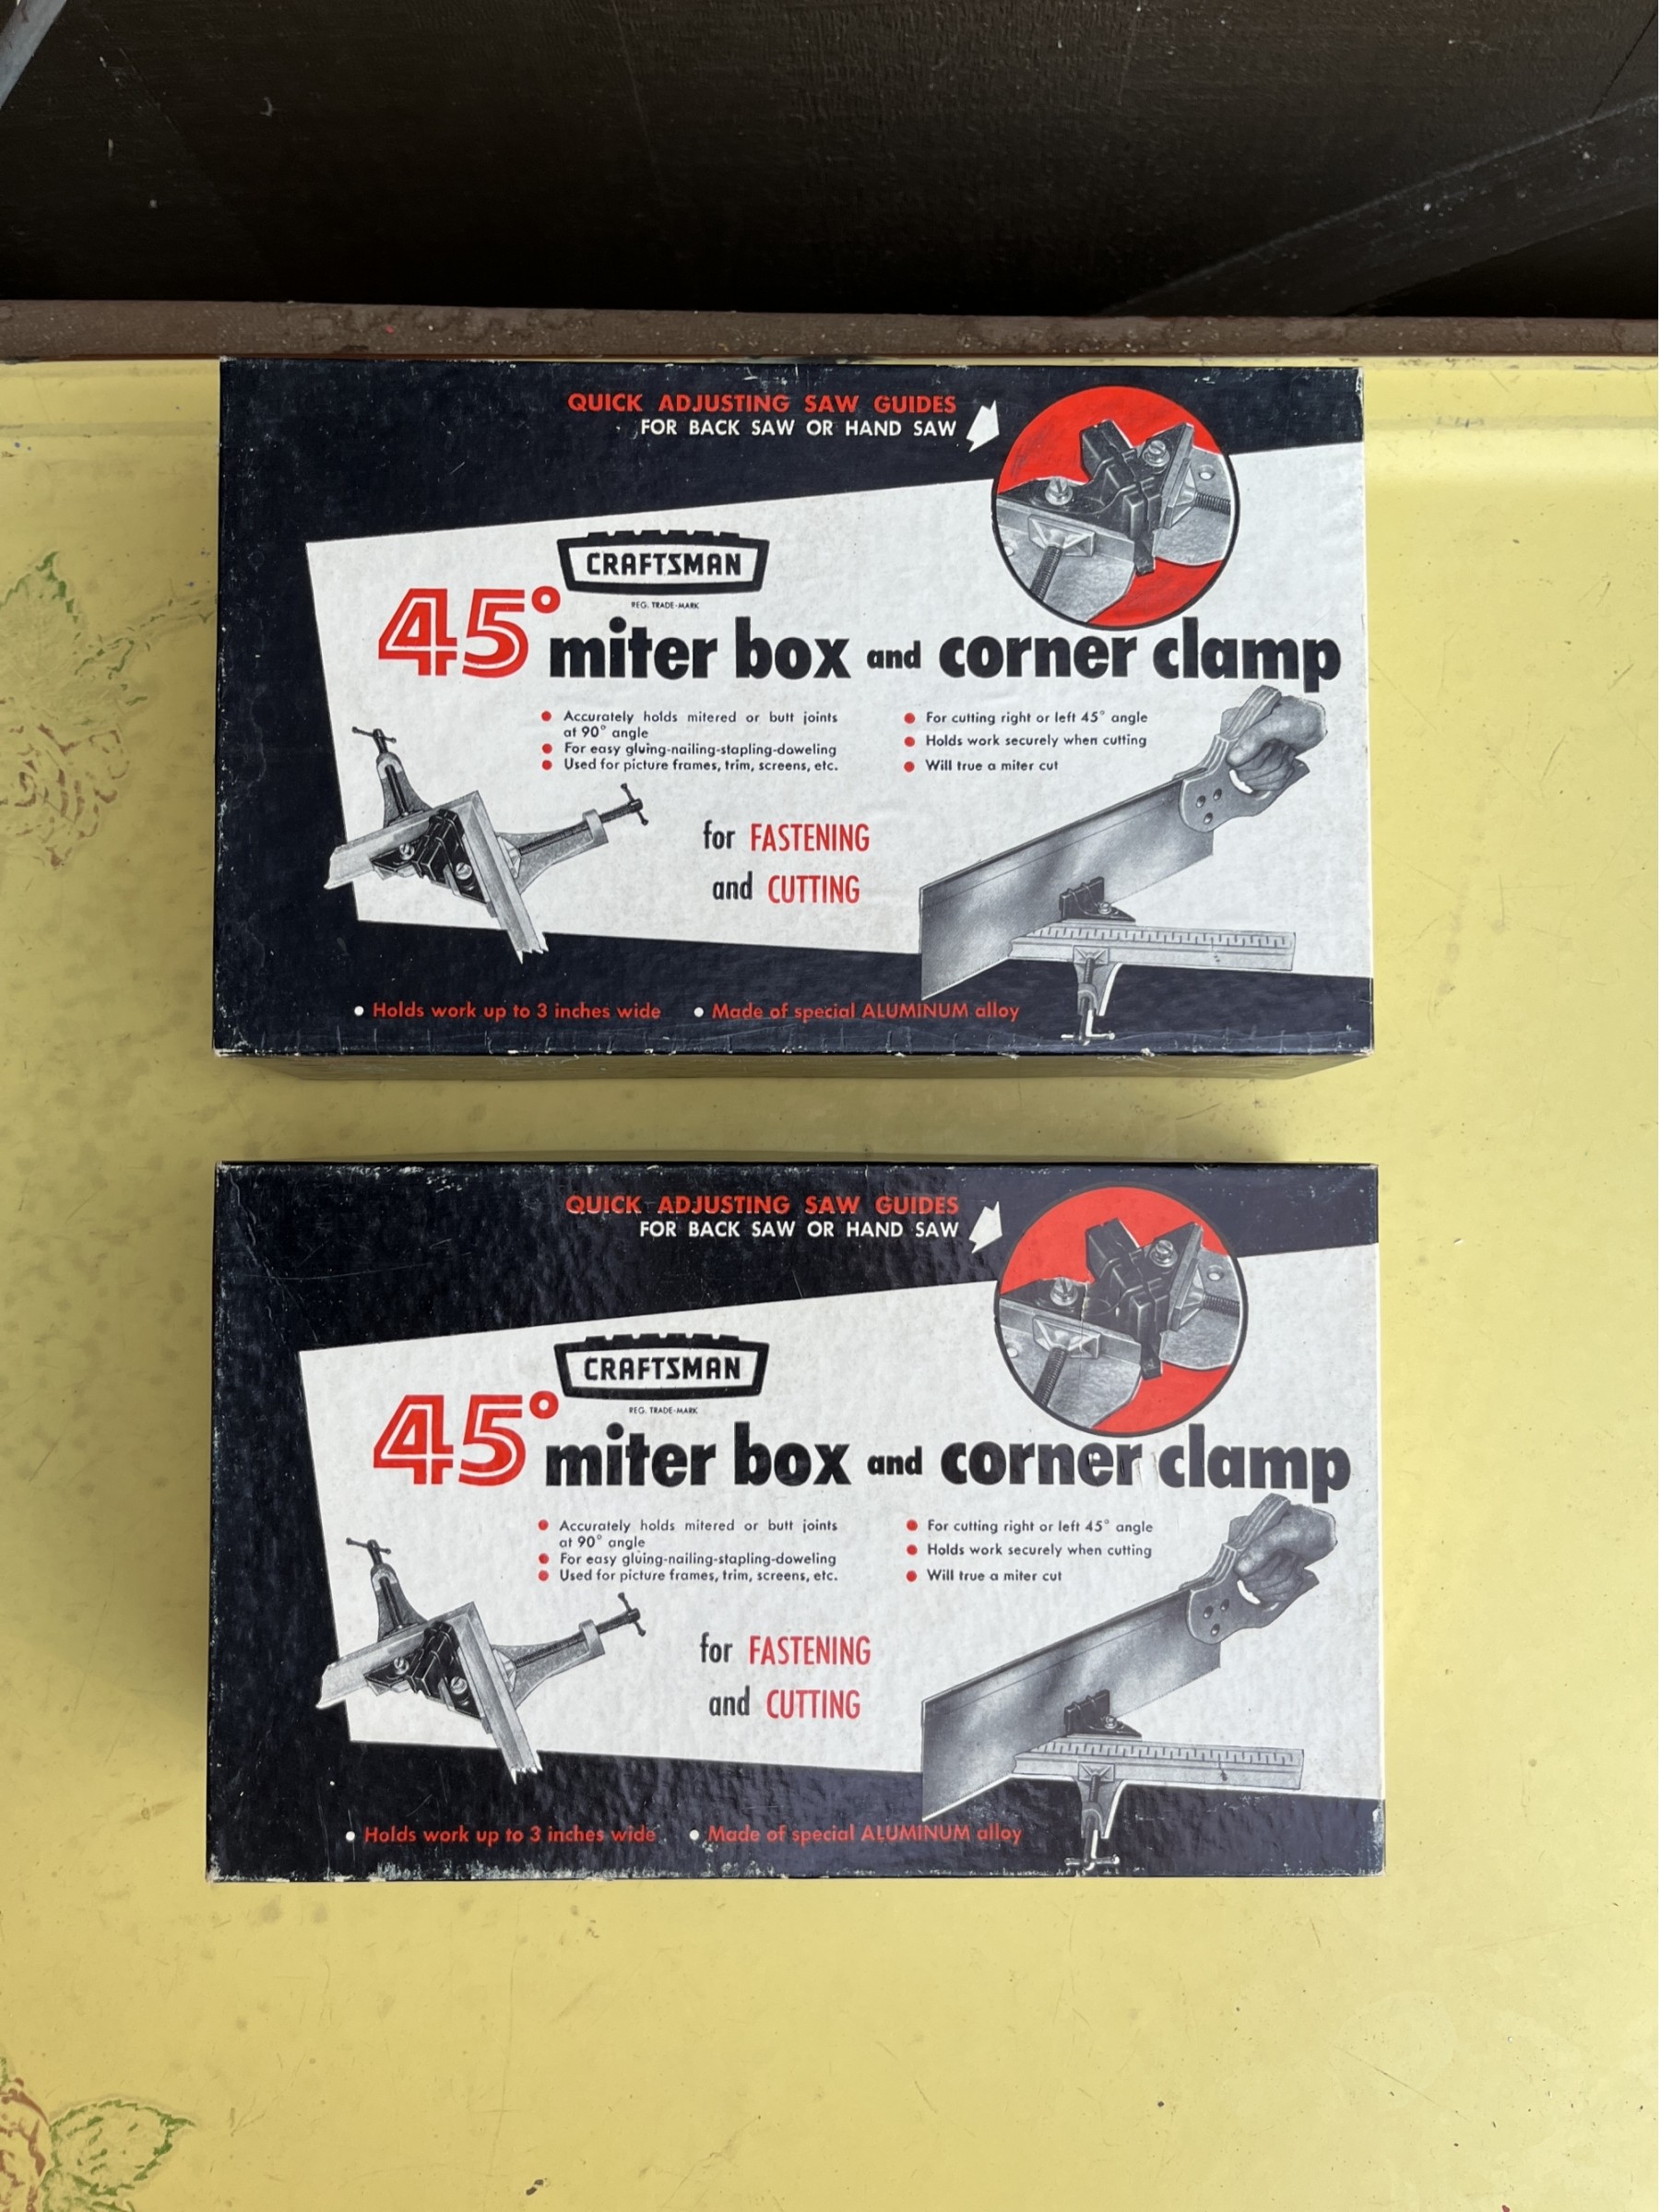 QUICK ADJUSTING SAW GUIDES
FOR BACK SAW OR HAND SAW
CRAFTSMAN
REG. TRADE-MARK
45° miter box and corner clamp
• Accurately holds mitered or butt joints
at 90° angle
• For easy gluing-nailing-stapling-doweling
• Used for picture frames, trim, screens, etc.
• For cutting right or left 45° angle
• Holds work securely when cutting
• Will true a miter cut
for FASTENING
and CUTTING
• Holds work up to 3 inches wide • Made of special ALUMINUM alloy
QUICK ADJUSTING SAW GUIDES
FOR BACK SAW OR HAND SAW
CRAFTSMAN
REG. TRADE-MARK
45° miter box and corner clamp
• Accurately holds mitered or butt joints
at 90° angle
• For easy gluing-nailing-stapling-doweling
• Used for picture frames, trim, screens, etc.
• For cutting right or left 45° angle
• Holds work securely when cutting
• Will true a miter cut
for FASTENING
and CUTTING
• Holds work up to 3 inches wide • Made of special ALUMINUM alloy